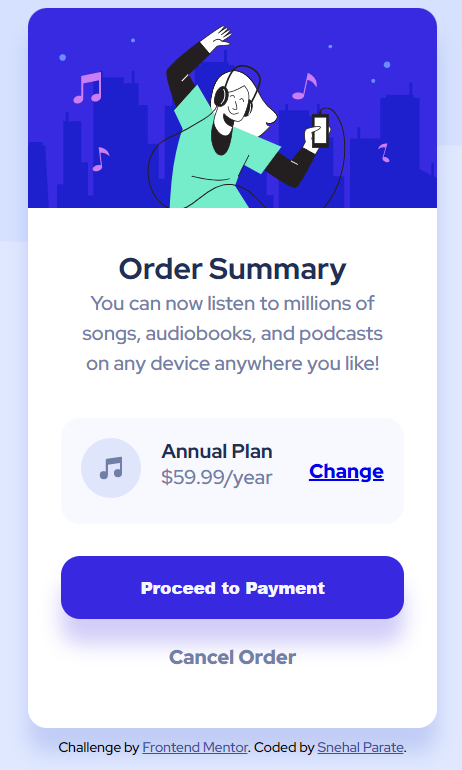 Order Summary
You can now listen to millions of
songs, audiobooks, and podcasts
on any device anywhere you like!
Annual Plan
$59.99/year
Change
Proceed to Payment
Cancel Order
Challenge by Frontend Mentor. Coded by Snehal Parate.